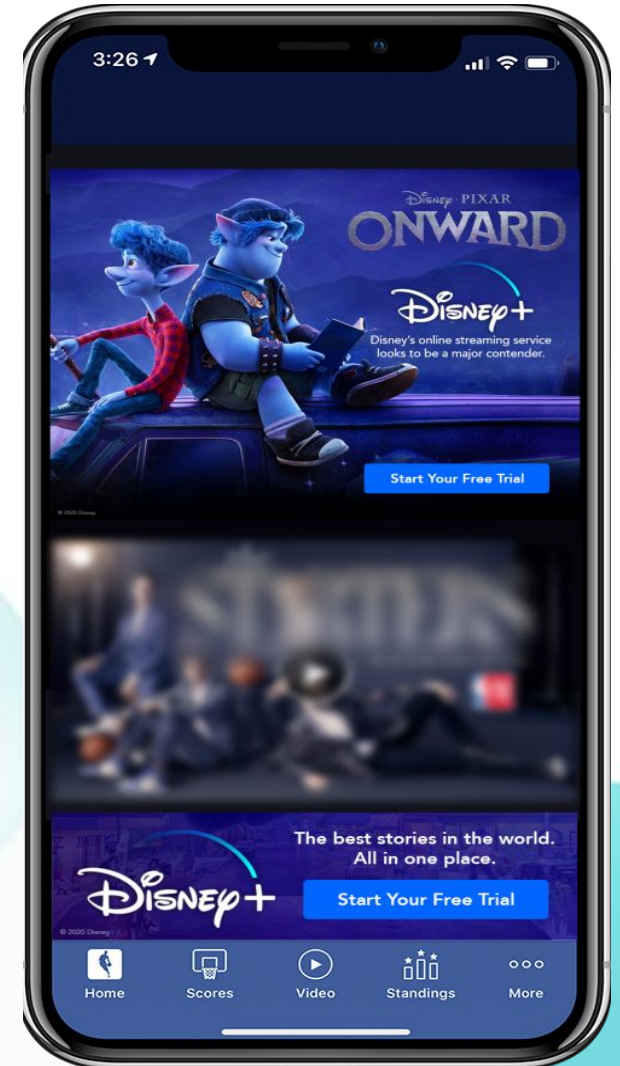 3:26
Disney · PIXAR
ONWARD
Disney+
Disney's online streaming service
looks to be a major contender.
Start Your Free Trial
© 2020 Disney
The best stories in the world.
All in one place.
Disney+
Start Your Free Trial
© 2020 Disney
Home Scores Video Standings More